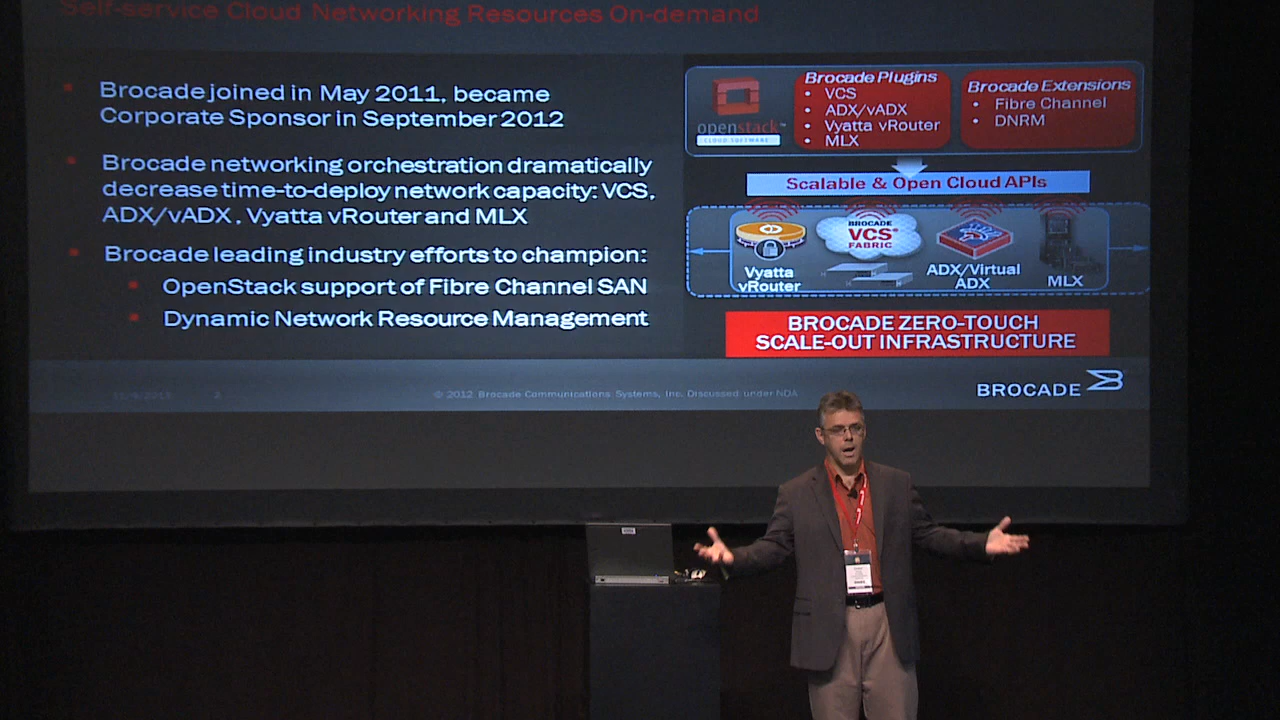 Self-service Cloud Networking Resources On-demand
Brocade joined in May 2011, became
Corporate Sponsor in September 2012
Brocade networking orchestration dramatically
decrease time-to-deploy network capacity: VCS,
ADX/vADX, Vyatta vRouter and MLX
Brocade leading industry efforts to champion:
OpenStack support of Fibre Channel SAN
Dynamic Network Resource Management
openstack™
CLOUD SOFTWARE
Brocade Plugins
• VCS
• ADX/vADX
• Vyatta vRouter
• MLX
Brocade Extensions
• Fibre Channel
• DNRM
Scalable & Open Cloud APIs
Vyatta
vRouter
BROCADE
VCS®
FABRIC
ADX/Virtual
ADX
MLX
BROCADE ZERO-TOUCH
SCALE-OUT INFRASTRUCTURE
2
© 2012 Brocade Communications Systems, Inc. Discussed under NDA
BROCADE